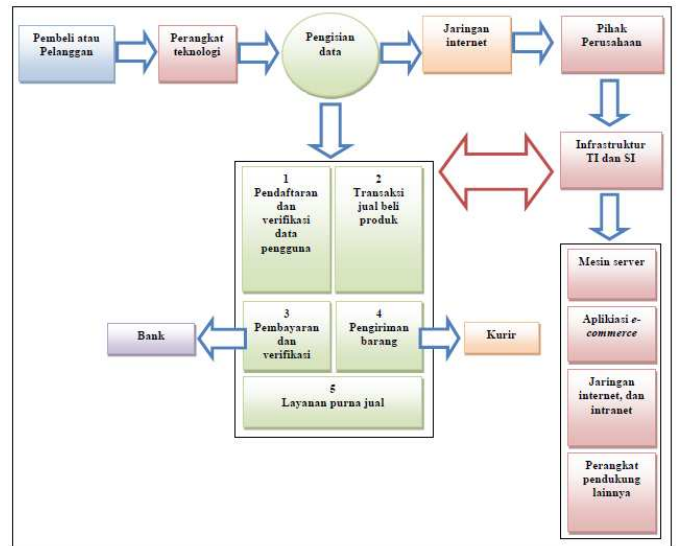 Pembeli atau
Pelanggan
Perangkat
teknologi
Pengisian
data
Jaringan
internet
Pihak
Perusahaan
Infrastruktur
TI dan SI
1
Pendaftaran
dan
verifikasi
data
pengguna
2
Transaksi
jual beli
produk
3
Pembayaran
dan
verifikasi
4
Pengiriman
barang
5
Layanan purna jual
Bank
Kurir
Mesin server
Aplikiasi e-
commerce
Jaringan
internet, dan
intranet
Perangkat
pendukung
lainnya